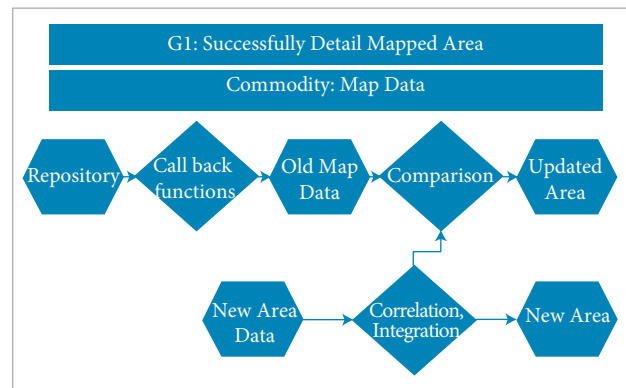 G1: Successfully Detail Mapped Area
Commodity: Map Data
Repository
Call back
functions
Old Map
Data
Comparison
Updated
Area
New Area
Data
Correlation,
Integration
New Area